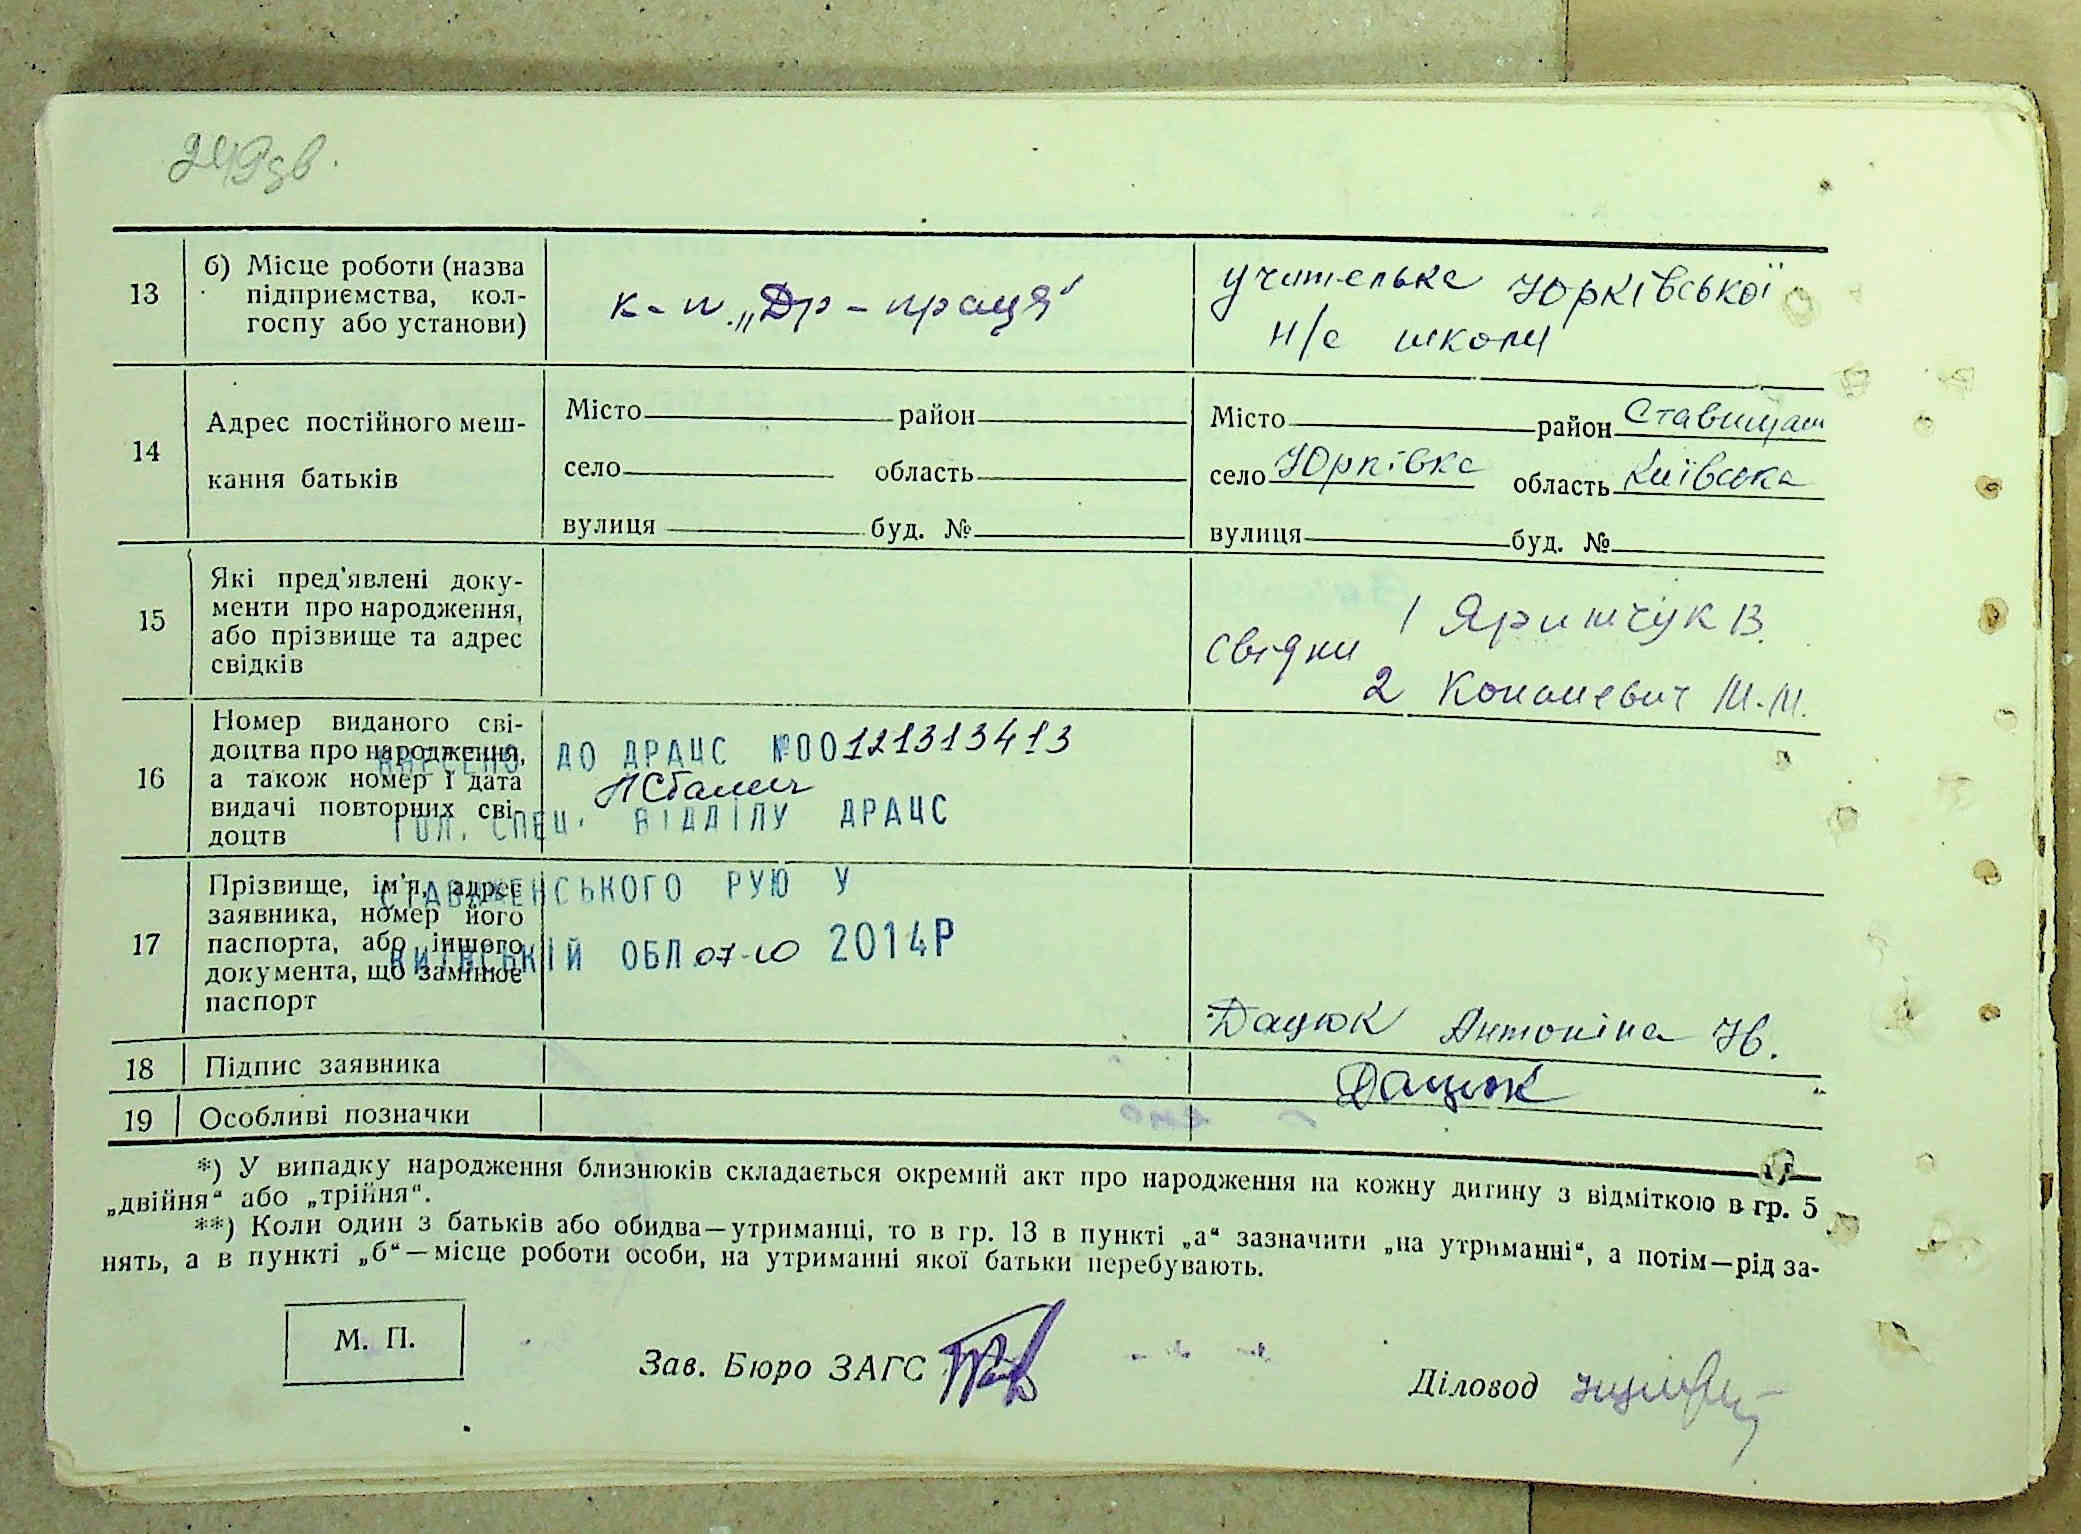 249зв.
13
б) Місце роботи (назва
підприємства, кол-
госпу або установи)
к-п. „Др-праця“
учителька Юрківської
н/с школи
14
Адрес постійного меш-
кання батьків
Місто район
село область
вулиця буд. №
Місто район Ставищан
село Юрківка область Київська
вулиця буд. №
15
Які пред'явлені доку-
менти про народження,
або прізвище та адрес
свідків
свідки 1 Яримчук В.
2 Кононевич М.М.
16
Номер виданого сві-
доцтва про народження,
а також номер і дата
видачі повторних сві-
доцтв
ВНЕСЕНО ДО ДРАЦС №00121313413
ГОЛ. СПЕЦ. ВІДДІЛУ ДРАЦС
СТАВИЩЕНСЬКОГО РУЮ У
КИЇВСЬКІЙ ОБЛ 07-10 2014Р
17
Прізвище, ім'я, адрес
заявника, номер його
паспорта, або іншого
документа, що замінює
паспорт
Дацюк Антоніна Н.
18
Підпис заявника
Дацюк
19
Особливі позначки
*) У випадку народження близнюків складається окремий акт про народження на кожну дитину з відміткою в гр. 5
„двійня“ або „трійня“.
**) Коли один з батьків або обидва—утриманці, то в гр. 13 в пункті „а“ зазначити „на утриманні“, а потім—рід за-
нять, а в пункті „б“—місце роботи особи, на утриманні якої батьки перебувають.
М. П.
Зав. Бюро ЗАГС
Діловод